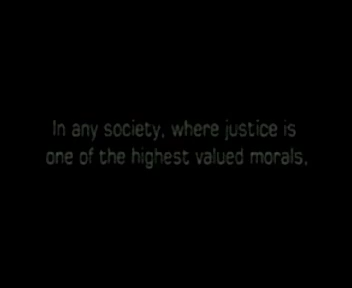 In any society, where justice is
one of the highest valued morals,